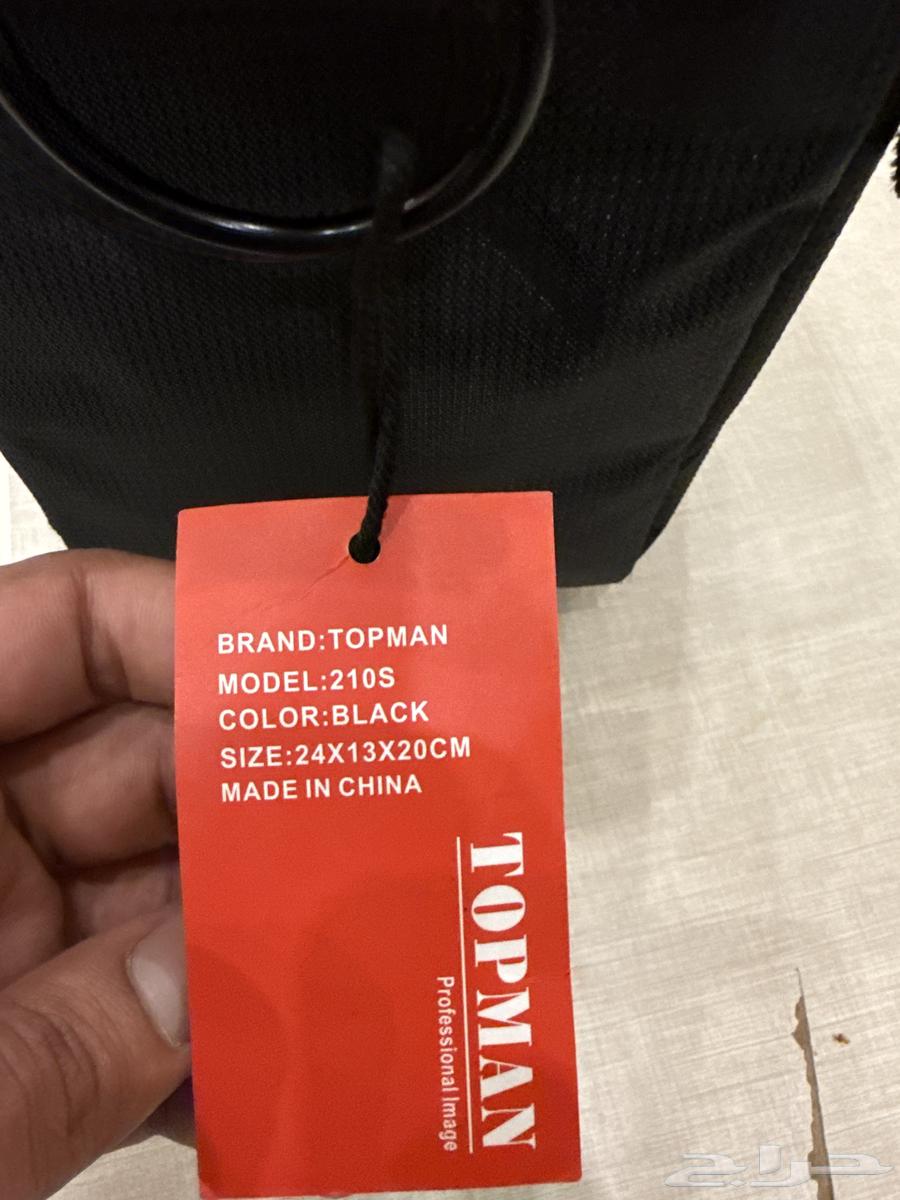 BRAND:TOPMAN
MODEL:210S
COLOR:BLACK
SIZE:24X13X20CM
MADE IN CHINA
TOPMAN
Professional Image
حراج